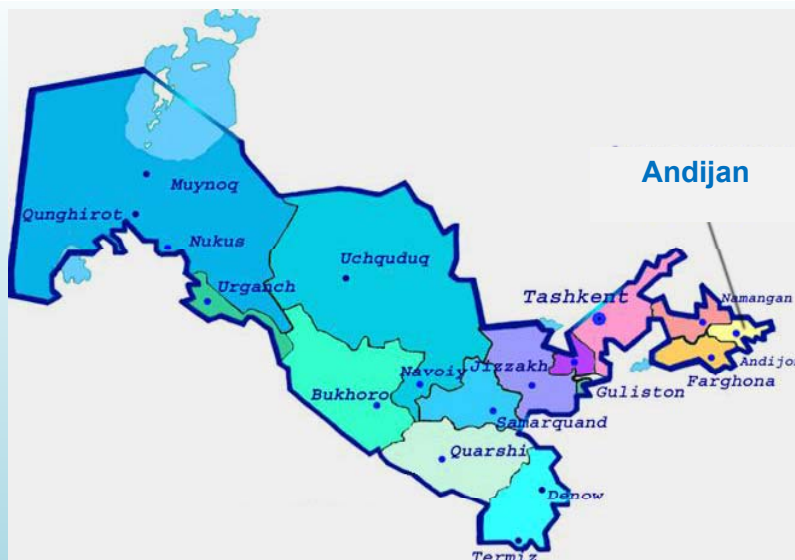 Andijan
Muynoq
Qunghirot
Nukus
Uchquduq
Urganch
Tashkent
Namangan
Andijon
Farghona
Jizzakh
Navoiy
Guliston
Bukhoro
Samarquand
Quarshi
Denow
Termiz